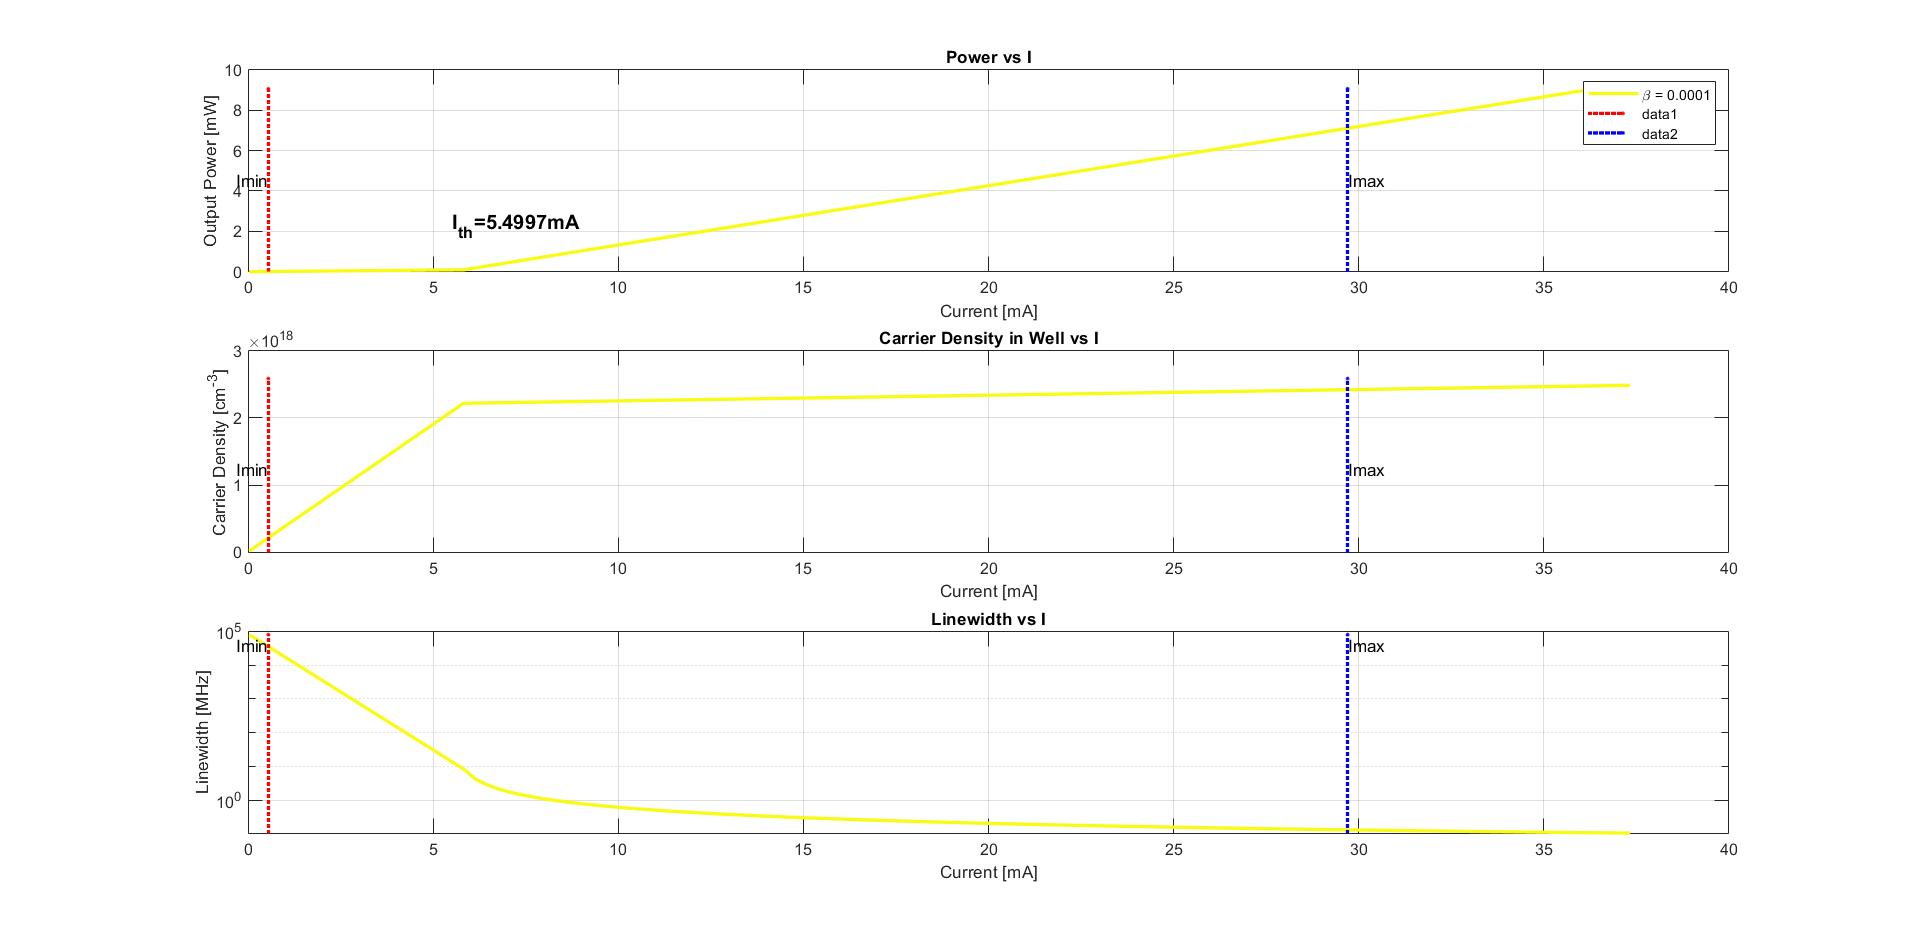 Power vs I
Output Power [mW]
10
8
6
4
2
0
Imin
Imax
I_th=5.4997mA
β = 0.0001
data1
data2
0 5 10 15 20 25 30 35 40
Current [mA]
Carrier Density in Well vs I
×10^18
Carrier Density [cm^-3]
3
2
1
0
Imin
Imax
0 5 10 15 20 25 30 35 40
Current [mA]
Linewidth vs I
Linewidth [MHz]
10^5
10^0
Imin
Imax
0 5 10 15 20 25 30 35 40
Current [mA]